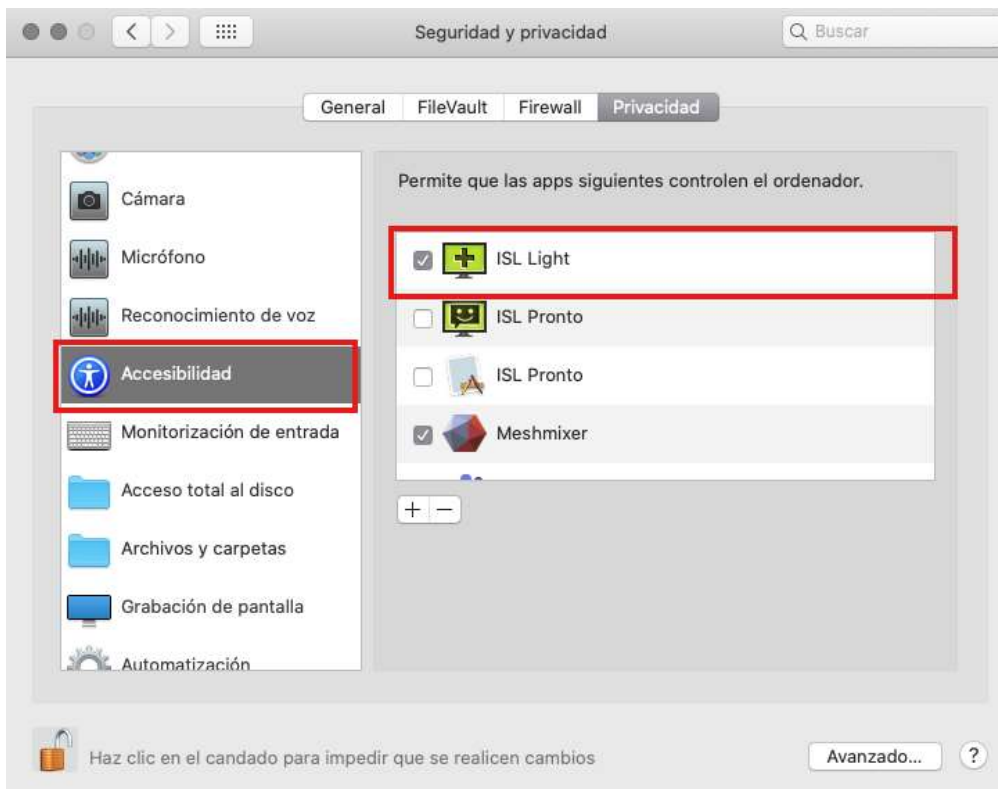 Seguridad y privacidad
Buscar
General
FileVault
Firewall
Privacidad
Cámara
Micrófono
Reconocimiento de voz
Accesibilidad
Monitorización de entrada
Acceso total al disco
Archivos y carpetas
Grabación de pantalla
Automatización
Permite que las apps siguientes controlen el ordenador.
ISL Light
ISL Pronto
ISL Pronto
Meshmixer
+ −
Haz clic en el candado para impedir que se realicen cambios
Avanzado...
?